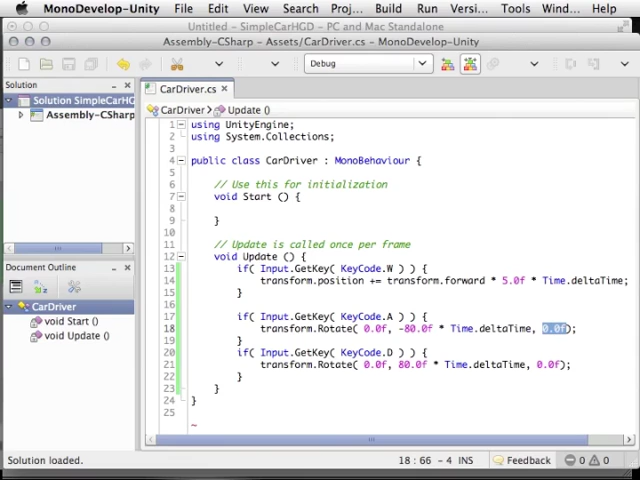 MonoDevelop-Unity File Edit View Search Proj... Build Run Versi... Tools Wind... Help
Untitled - SimpleCarHGD - PC and Mac Standalone
Assembly-CSharp - Assets/CarDriver.cs - MonoDevelop-Unity
Debug
Solution
CarDriver.cs
Solution SimpleCarHGD
Assembly-CSharp
CarDriver Update ()
1 using UnityEngine;
2 using System.Collections;
3
4 public class CarDriver : MonoBehaviour {
5
6 // Use this for initialization
7 void Start () {
8
9 }
10
11 // Update is called once per frame
12 void Update () {
13 if( Input.GetKey( KeyCode.W ) ) {
14 transform.position += transform.forward * 5.0f * Time.deltaTime;
15 }
16
17 if( Input.GetKey( KeyCode.A ) ) {
18 transform.Rotate( 0.0f, -80.0f * Time.deltaTime, 0.0f);
19 }
20 if( Input.GetKey( KeyCode.D ) ) {
21 transform.Rotate( 0.0f, 80.0f * Time.deltaTime, 0.0f);
22 }
23 }
24 }
25
~
Document Outline
CarDriver
void Start ()
void Update ()
Solution loaded.
18 : 66 - 4 INS
Feedback
0
0